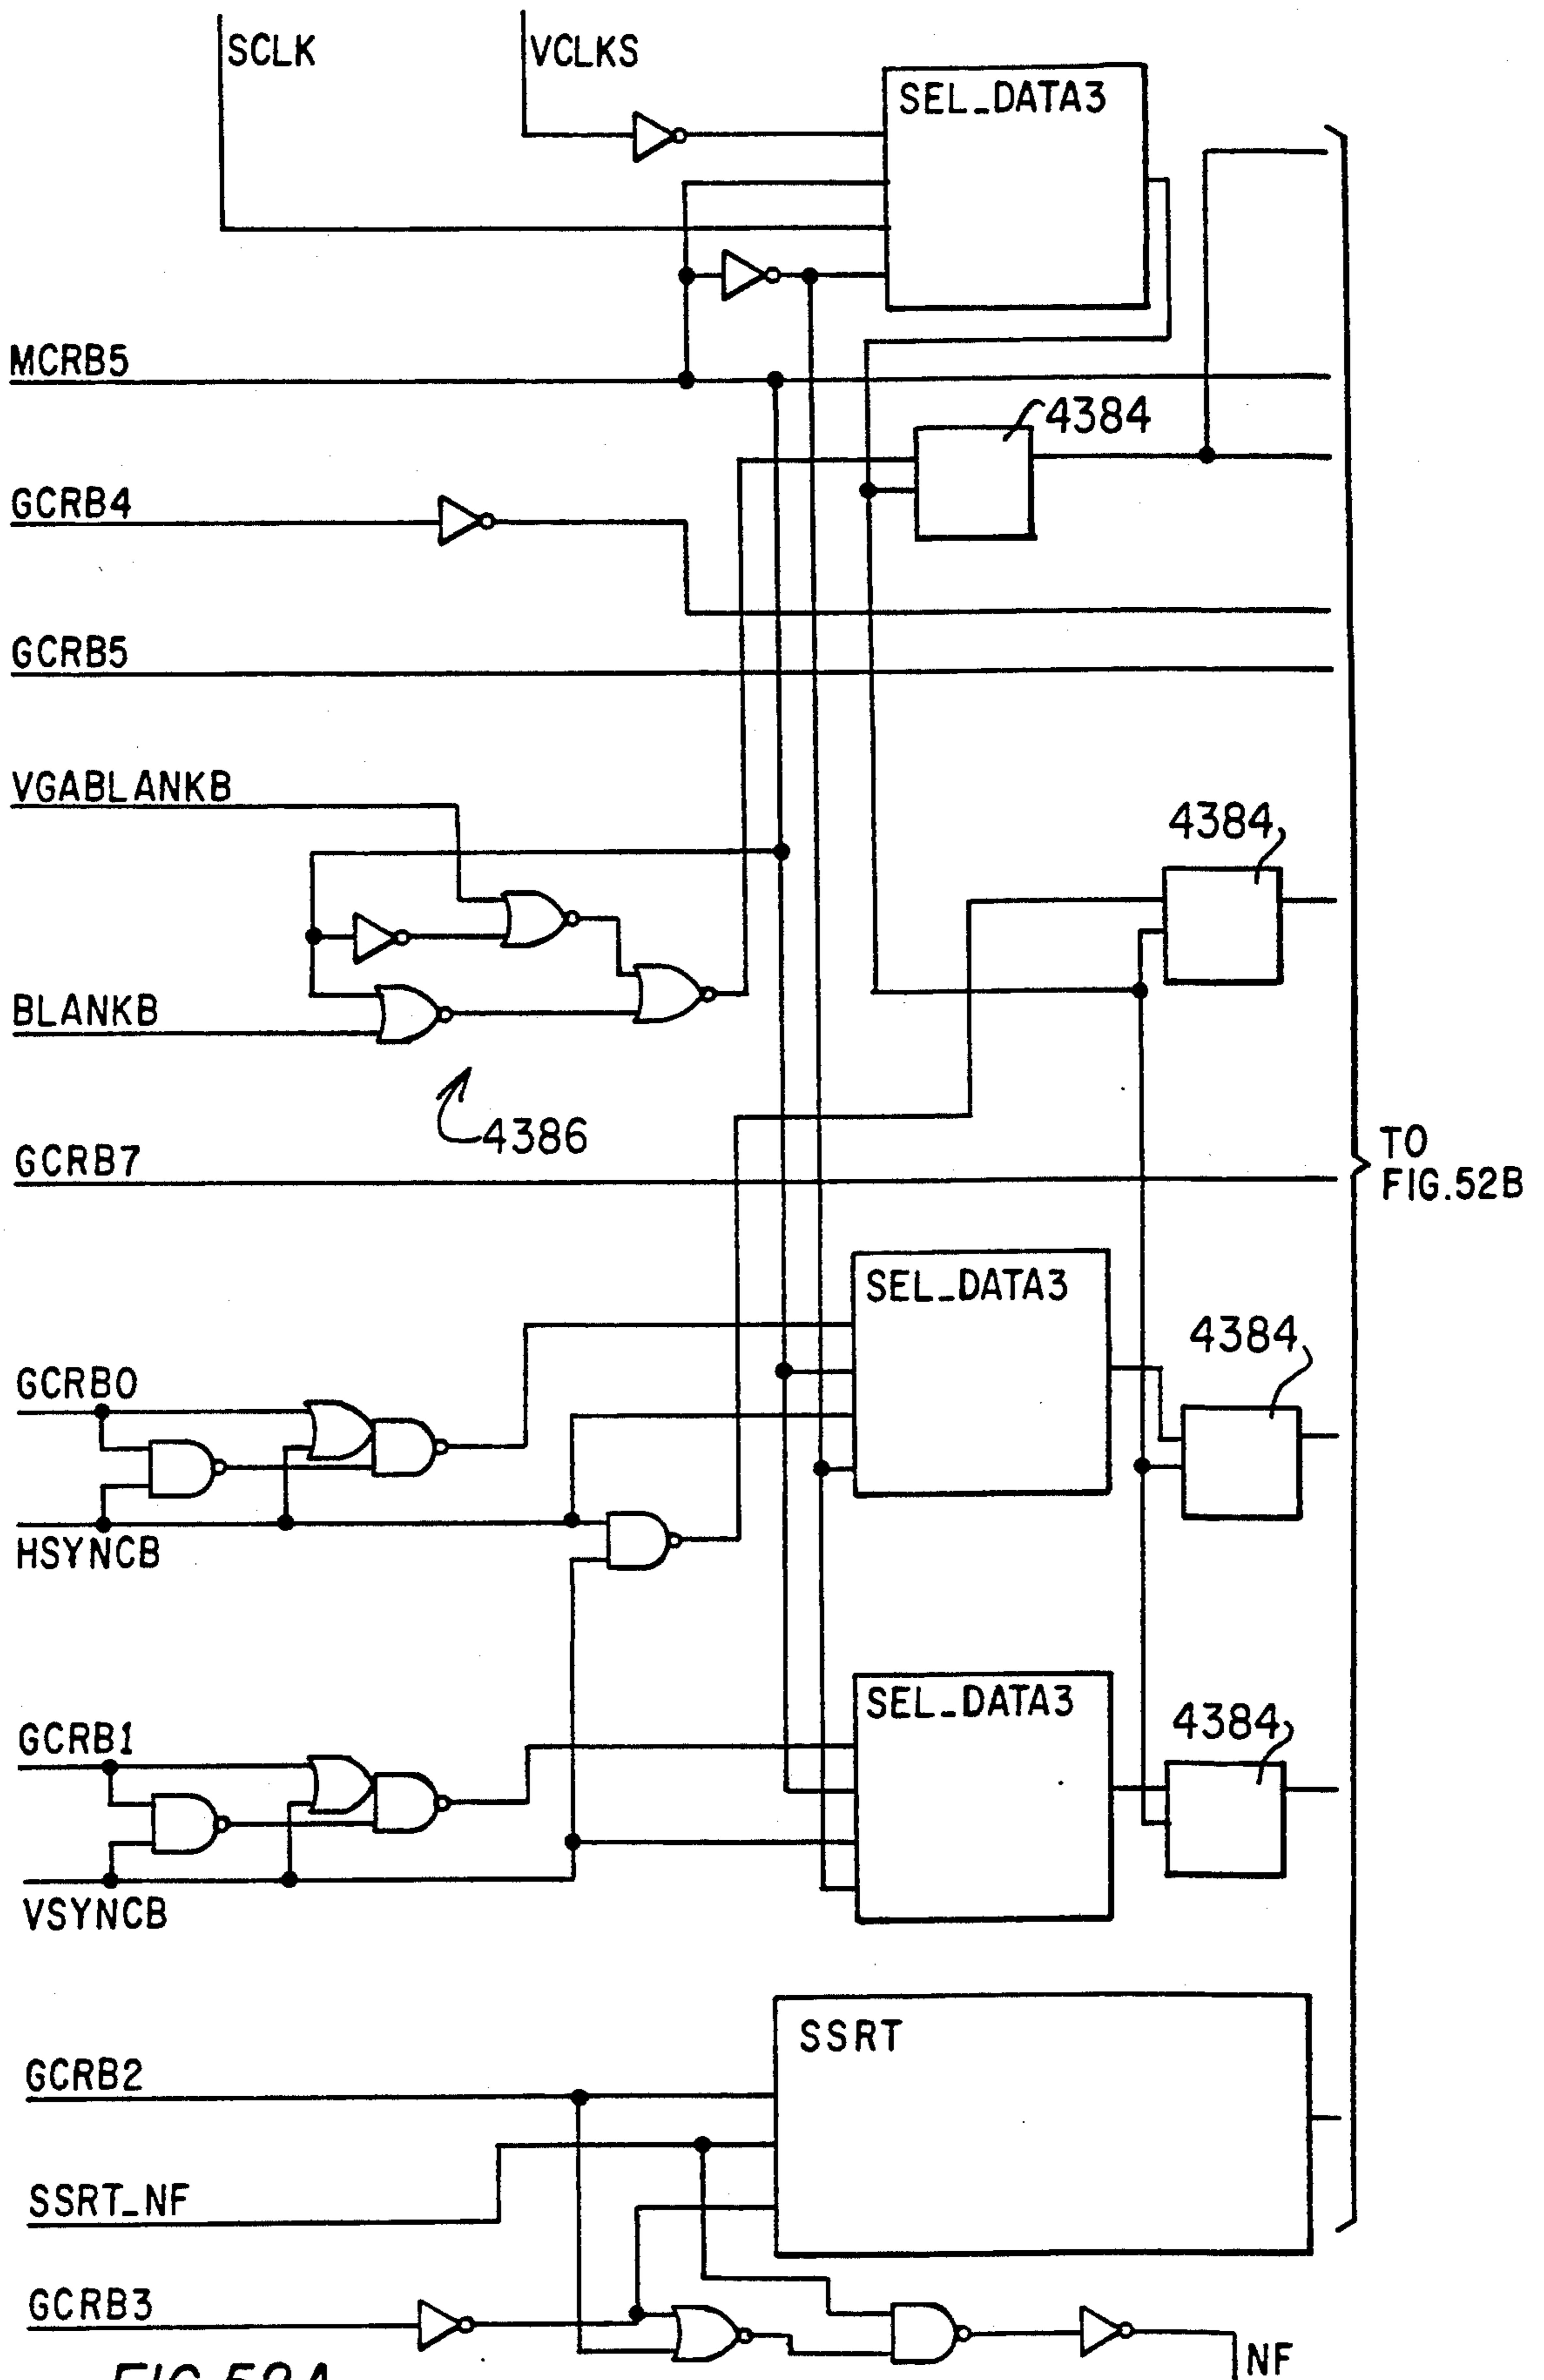 SCLK
VCLKS
SEL_DATA3
MCRB5
4384
GCRB4
GCRB5
VGABLANKB
4384
BLANKB
4386
GCRB7
TO
FIG.52B
SEL_DATA3
4384
GCRB0
HSYNCB
SEL_DATA3
4384
GCRB1
VSYNCB
SSRT
GCRB2
SSRT_NF
GCRB3
NF